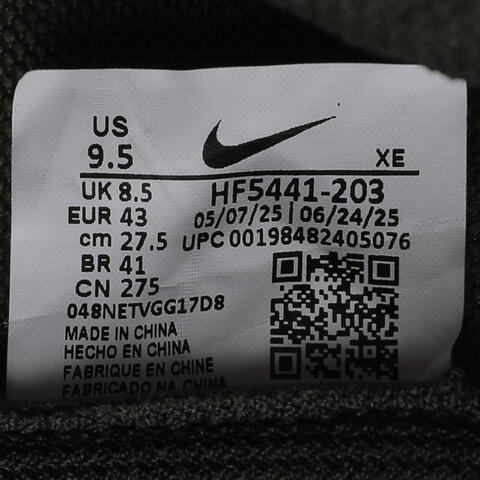 US
9.5
XE
UK 8.5
HF5441-203
EUR 43
05/07/25 | 06/24/25
cm 27.5
UPC 00198482405076
BR 41
CN 275
048NETVGG17D8
MADE IN CHINA
HECHO EN CHINA
FABRIQUE EN CHINE
FABRICADO NA CHINA